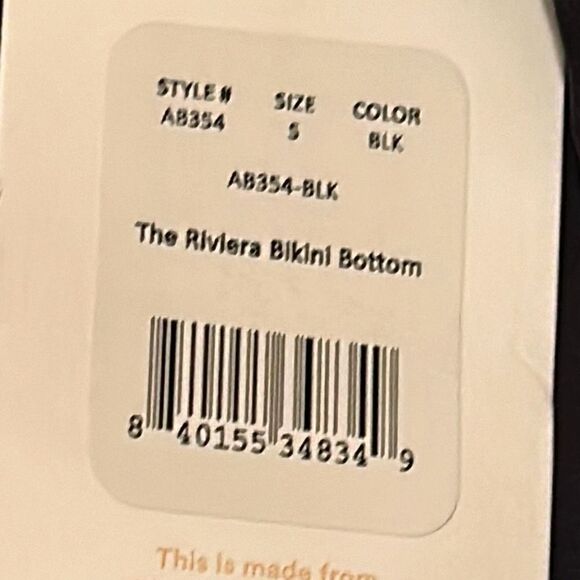 STYLE # SIZE COLOR
AB354 S BLK
AB354-BLK
The Riviera Bikini Bottom
8 40155 34834 9
This is made from